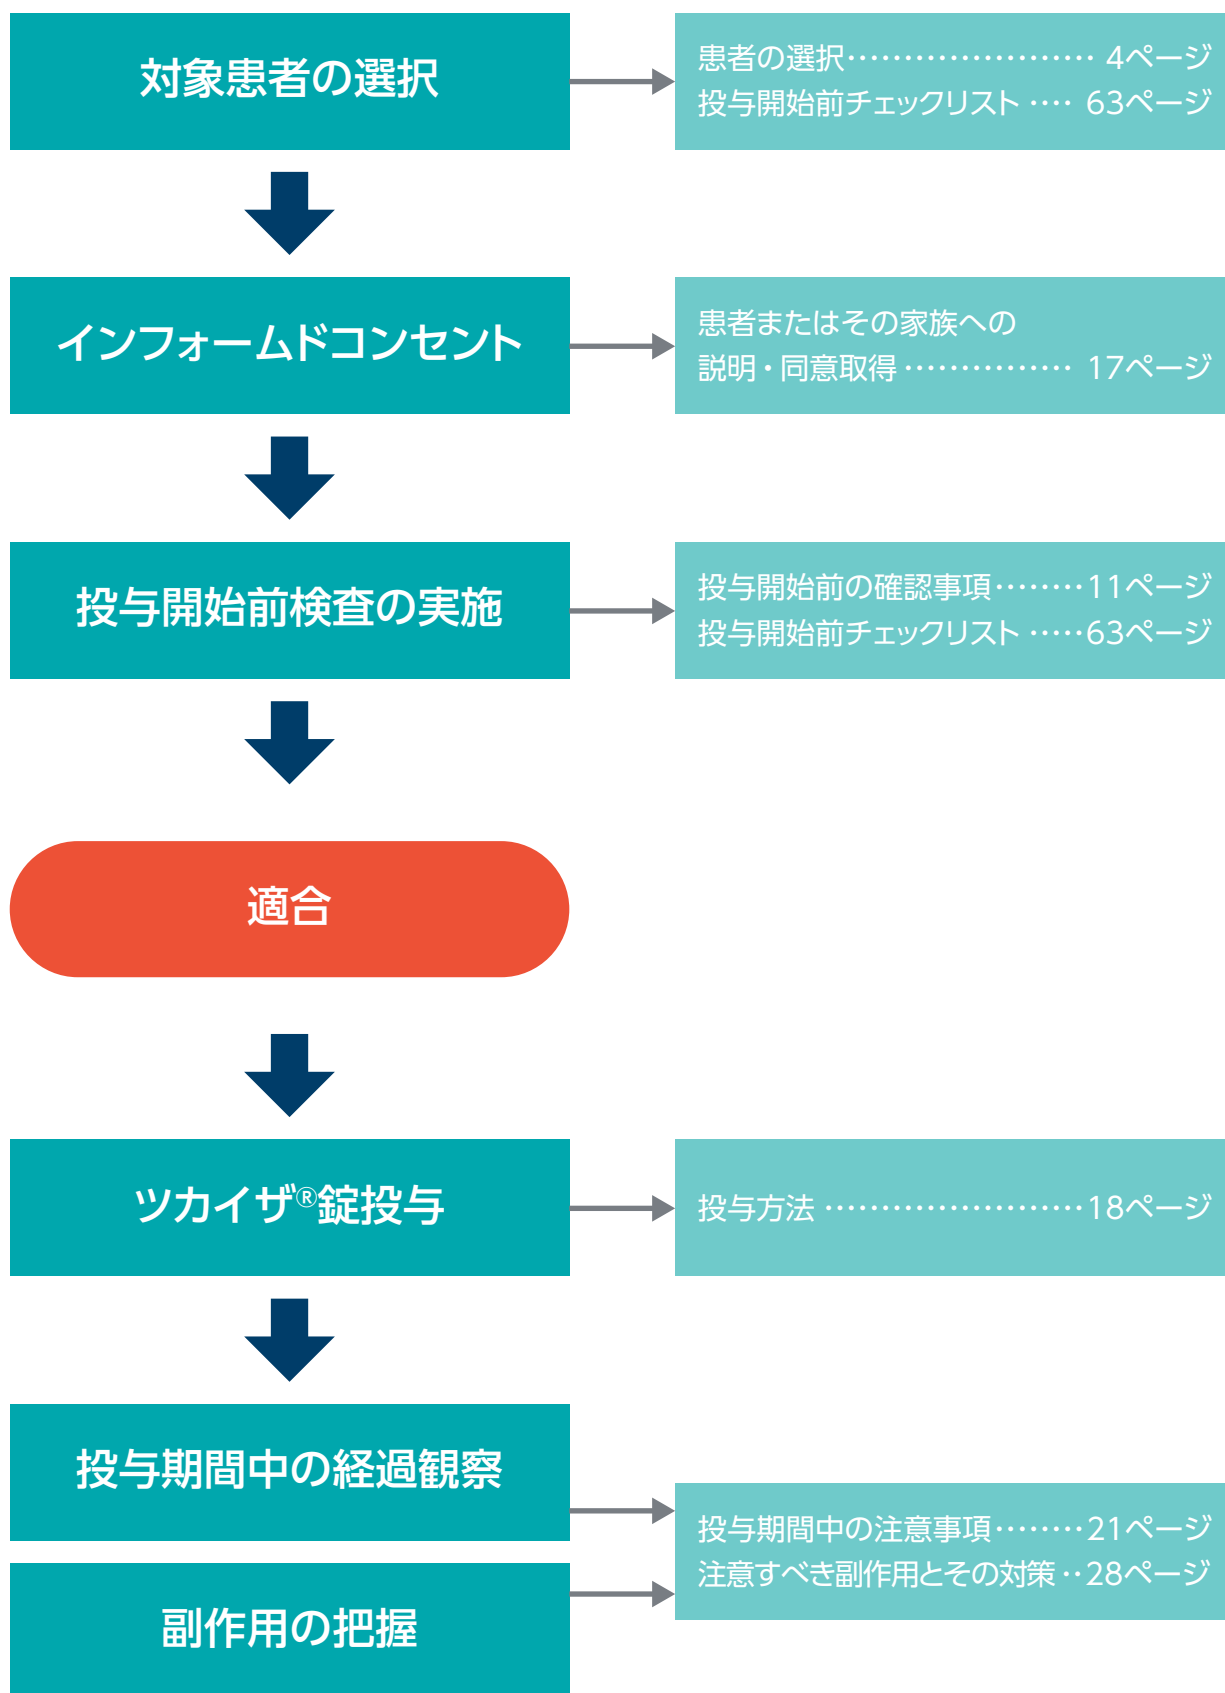 対象患者の選択
患者の選択…………………… 4ページ
投与開始前チェックリスト ‥‥ 63ページ
インフォームドコンセント
患者またはその家族への
説明・同意取得 …………… 17ページ
投与開始前検査の実施
投与開始前の確認事項………11ページ
投与開始前チェックリスト ‥‥・63ページ
適合
ツカイザ®錠投与
投与方法 ……………………18ページ
投与期間中の経過観察
投与期間中の注意事項………21ページ
注意すべき副作用とその対策 ‥28ページ
副作用の把握